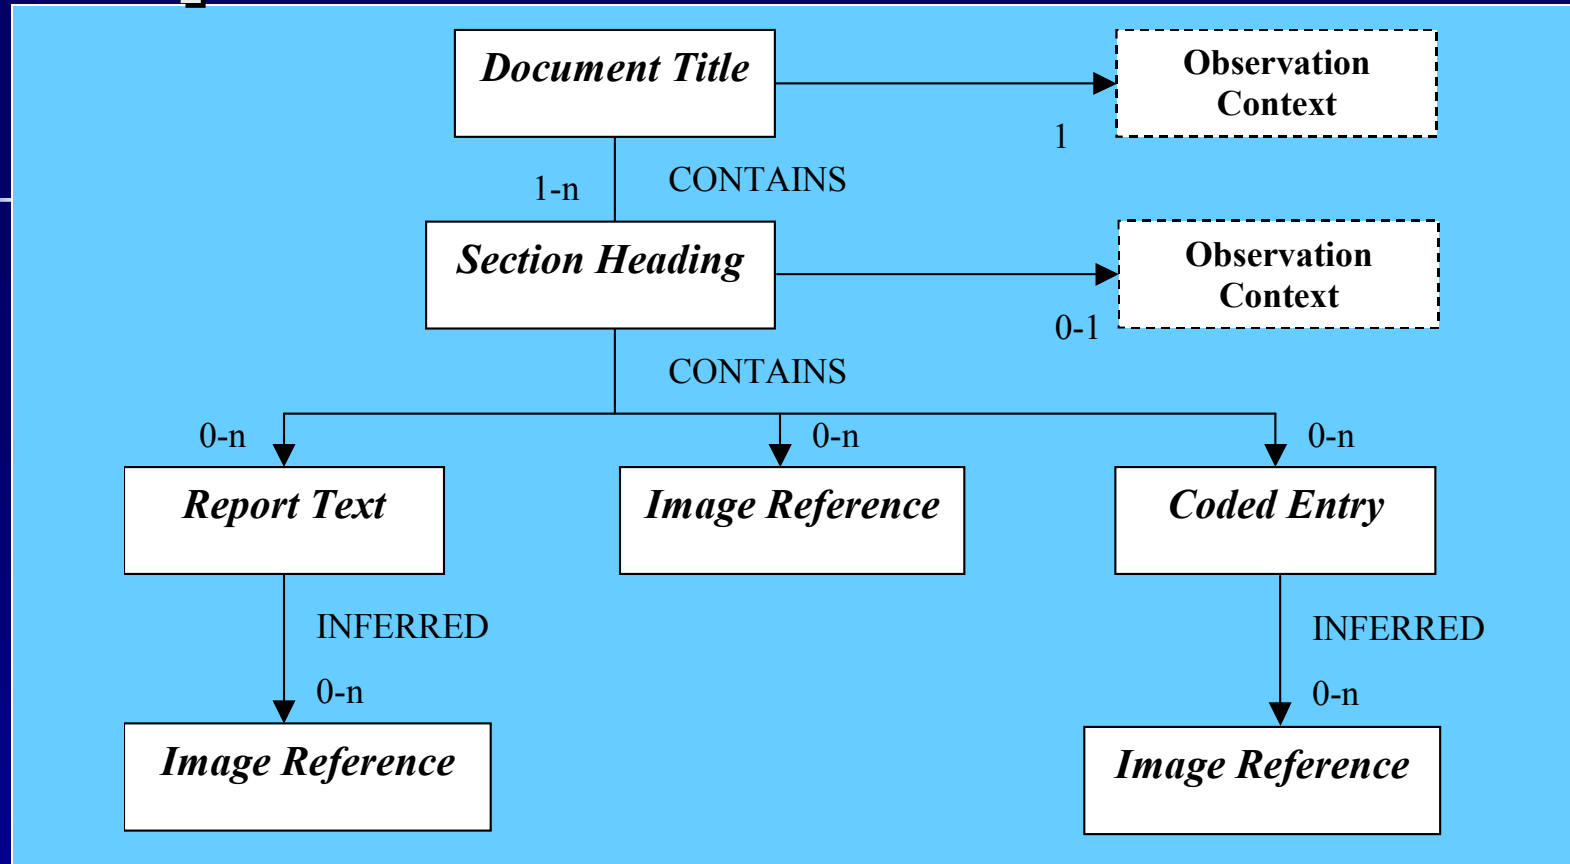 Document Title
Observation
Context
1
1-n
CONTAINS
Section Heading
Observation
Context
0-1
CONTAINS
0-n
0-n
0-n
Report Text
Image Reference
Coded Entry
INFERRED
INFERRED
0-n
0-n
Image Reference
Image Reference